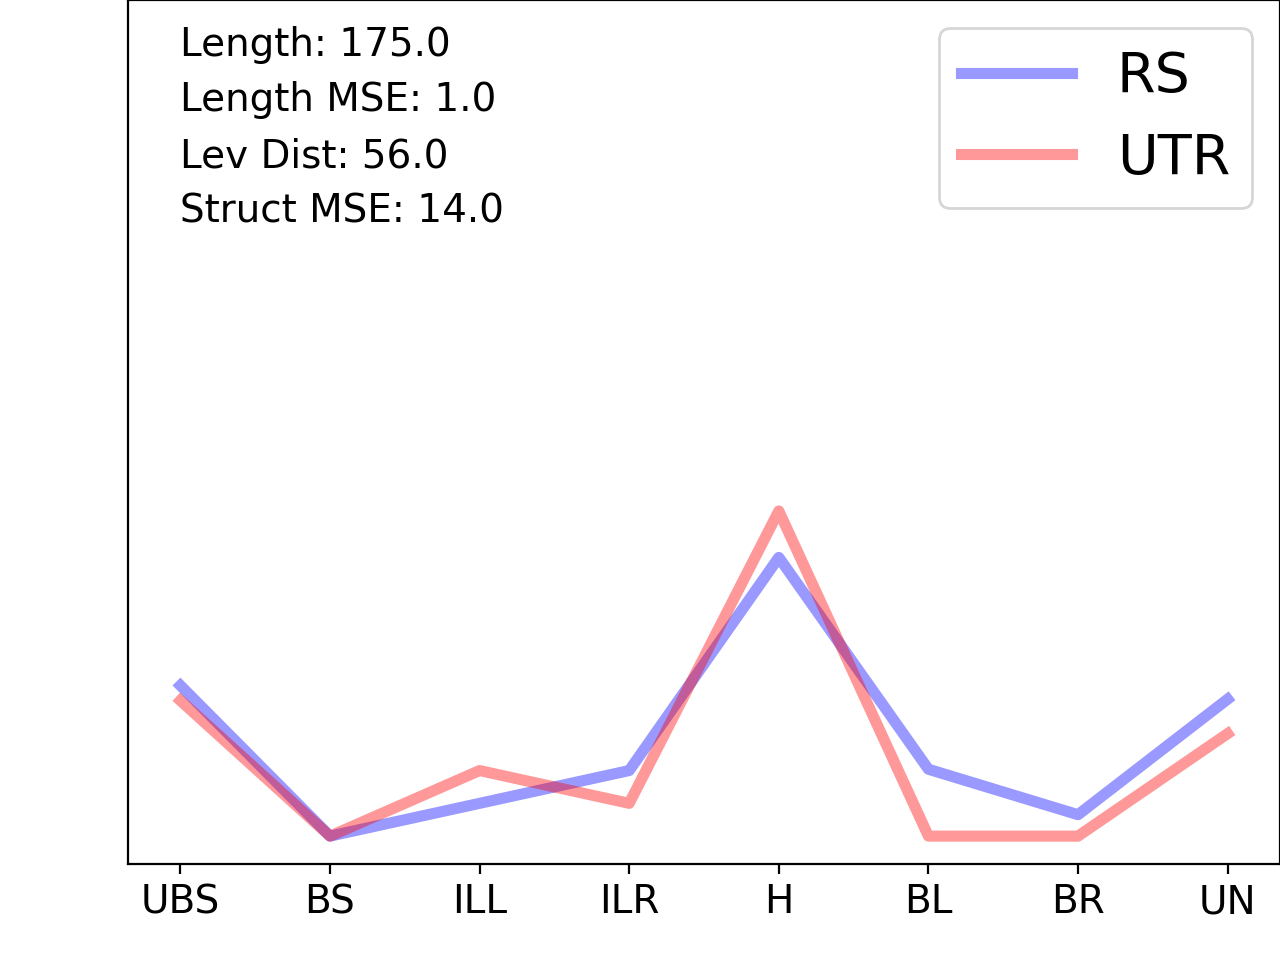 Length: 175.0
Length MSE: 1.0
Lev Dist: 56.0
Struct MSE: 14.0
RS
UTR
UBS BS ILL ILR H BL BR UN